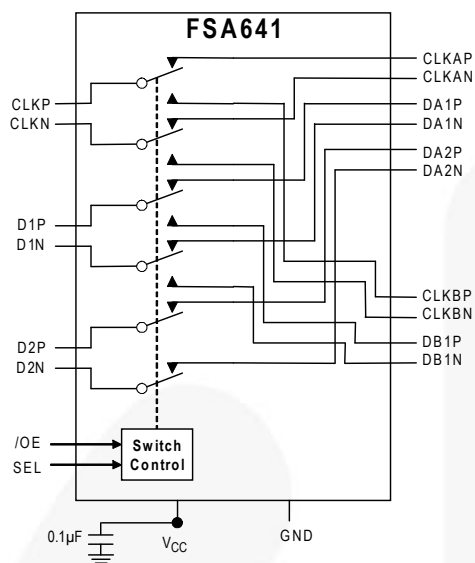 FSA641
CLKP
CLKN
D1P
D1N
D2P
D2N
/OE
SEL
Switch
Control
CLKAP
CLKAN
DA1P
DA1N
DA2P
DA2N
CLKBP
CLKBN
DB1P
DB1N
0.1µF
VCC
GND